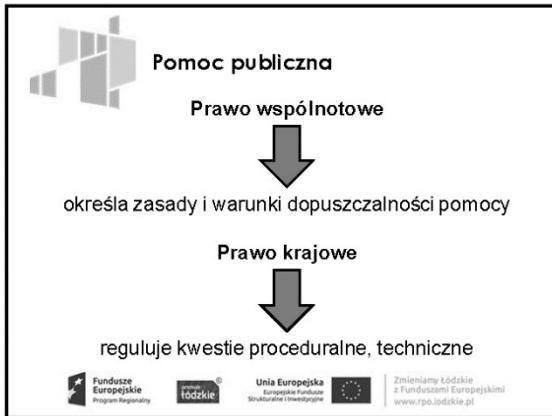 Pomoc publiczna
Prawo wspólnotowe
określa zasady i warunki dopuszczalności pomocy
Prawo krajowe
reguluje kwestie proceduralne, techniczne
Fundusze
Europejskie
Program Regionalny
łódzkie
Unia Europejska
Europejskie Fundusze
Strukturalne i Inwestycyjne
Zmieniamy Łódzkie
z Funduszami Europejskimi
www.rpo.lodzkie.pl